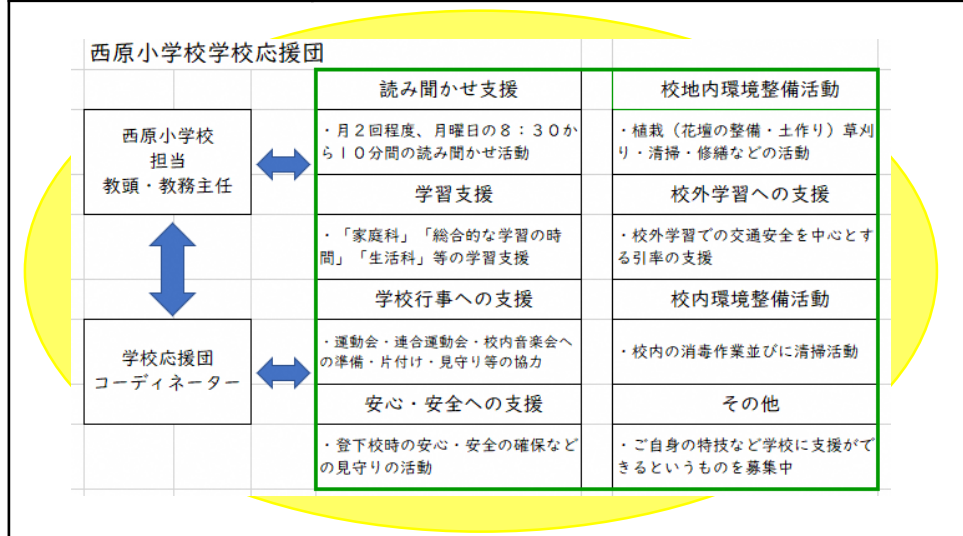 西原小学校学校応援団
西原小学校
担当
教頭・教務主任
学校応援団
コーディネーター
読み聞かせ支援
・月２回程度、月曜日の８：３０か
ら１０分間の読み聞かせ活動
学習支援
・「家庭科」「総合的な学習の時
間」「生活科」等の学習支援
学校行事への支援
・運動会・連合運動会・校内音楽会へ
の準備・片付け・見守り等の協力
安心・安全への支援
・登下校時の安心・安全の確保など
の見守りの活動
校地内環境整備活動
・植栽（花壇の整備・土作り）草刈
り・清掃・修繕などの活動
校外学習への支援
・校外学習での交通安全を中心とす
る引率の支援
校内環境整備活動
・校内の消毒作業並びに清掃活動
その他
・ご自身の特技など学校に支援がで
きるというものを募集中